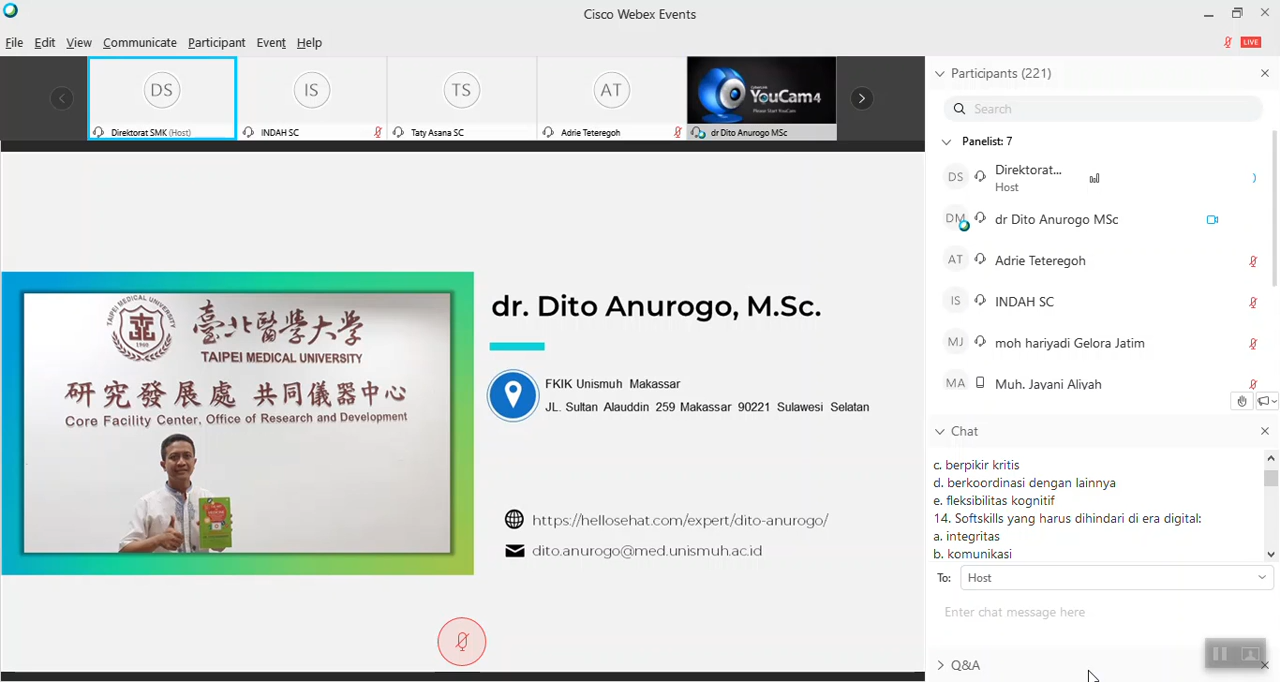 Cisco Webex Events
File Edit View Communicate Participant Event Help
LIVE
DS
Direktorat SMK (Host)
IS
INDAH SC
TS
Taty Asana SC
AT
Adrie Teteregoh
YouCam4
Please Start YouCam
dr Dito Anurogo MSc
TAIPEI MEDICAL UNIVERSITY
1960
臺北醫學大學
TAIPEI MEDICAL UNIVERSITY
研究發展處 共同儀器中心
Core Facility Center, Office of Research and Development
dr. Dito Anurogo, M.Sc.
FKIK Unismuh Makassar
JL. Sultan Alauddin 259 Makassar 90221 Sulawesi Selatan
https://hellosehat.com/expert/dito-anurogo/
dito.anurogo@med.unismuh.ac.id
Participants (221)
Search
Panelist: 7
DS
Direktorat...
Host
DM
dr Dito Anurogo MSc
AT
Adrie Teteregoh
IS
INDAH SC
MJ
moh hariyadi Gelora Jatim
MA
Muh. Jayani Aliyah
Chat
c. berpikir kritis
d. berkoordinasi dengan lainnya
e. fleksibilitas kognitif
14. Softskills yang harus dihindari di era digital:
a. integritas
b. komunikasi
To: Host
Enter chat message here
Q&A